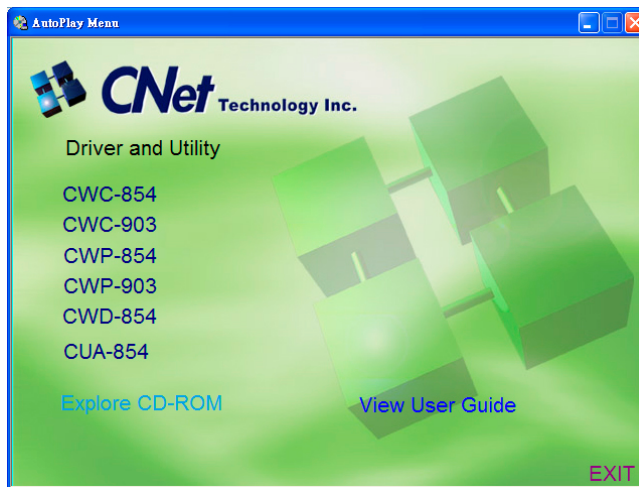 AutoPlay Menu
CNet Technology Inc.
Driver and Utility
CWC-854
CWC-903
CWP-854
CWP-903
CWD-854
CUA-854
Explore CD-ROM
View User Guide
EXIT